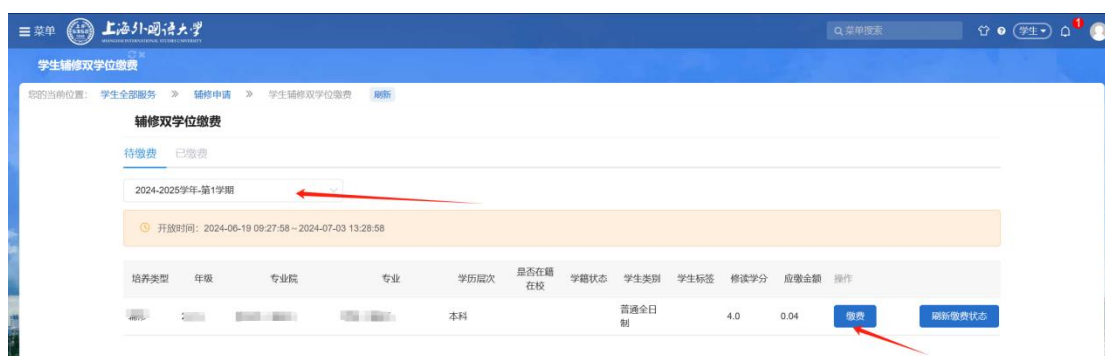 菜单 上海外国语大学 菜单搜索 学生 1
SHANGHAI INTERNATIONAL STUDIES UNIVERSITY
学生辅修双学位缴费
您的当前位置： 学生全部服务 » 辅修申请 » 学生辅修双学位缴费 刷新
辅修双学位缴费
待缴费 已缴费
2024-2025学年-第1学期
开放时间：2024-06-19 09:27:58 ~ 2024-07-03 13:28:58
培养类型 年级 专业院 专业 学历层次 是否在籍在校 学籍状态 学生类别 学生标签 修读学分 应缴金额 操作
本科 普通全日制 4.0 0.04 缴费 刷新缴费状态